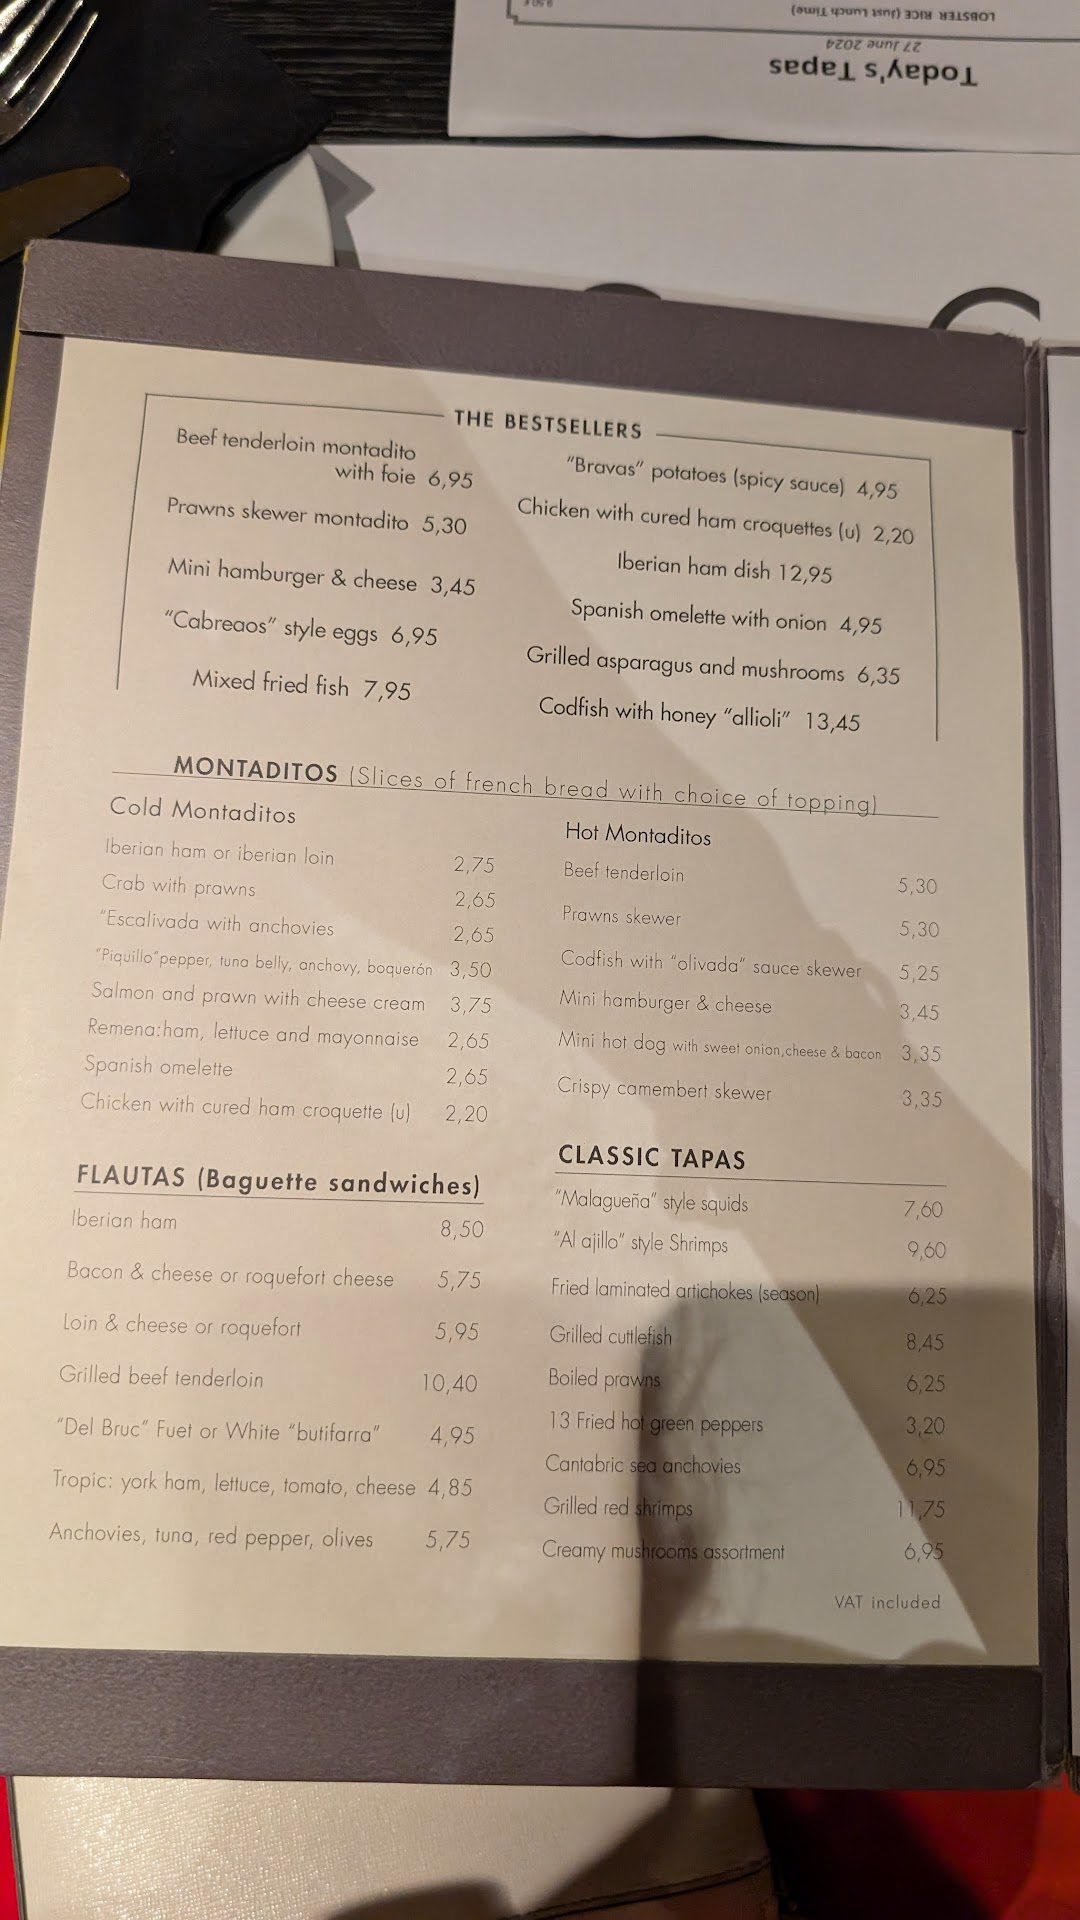 LOBSTER RICE (Just Lunch Time)
27 June 2024
Today's Tapas
THE BESTSELLERS
Beef tenderloin montadito
with foie 6,95
Prawns skewer montadito 5,30
Mini hamburger & cheese 3,45
"Cabreaos" style eggs 6,95
Mixed fried fish 7,95
"Bravas" potatoes (spicy sauce) 4,95
Chicken with cured ham croquettes (u) 2,20
Iberian ham dish 12,95
Spanish omelette with onion 4,95
Grilled asparagus and mushrooms 6,35
Codfish with honey "allioli" 13,45
MONTADITOS (Slices of french bread with choice of topping)
Cold Montaditos
Iberian ham or iberian loin 2,75
Crab with prawns 2,65
"Escalivada with anchovies 2,65
"Piquillo"pepper, tuna belly, anchovy, boquerón 3,50
Salmon and prawn with cheese cream 3,75
Remena:ham, lettuce and mayonnaise 2,65
Spanish omelette 2,65
Chicken with cured ham croquette (u) 2,20
Hot Montaditos
Beef tenderloin 5,30
Prawns skewer 5,30
Codfish with "olivada" sauce skewer 5,25
Mini hamburger & cheese 3,45
Mini hot dog with sweet onion,cheese & bacon 3,35
Crispy camembert skewer 3,35
FLAUTAS (Baguette sandwiches)
Iberian ham 8,50
Bacon & cheese or roquefort cheese 5,75
Loin & cheese or roquefort 5,95
Grilled beef tenderloin 10,40
"Del Bruc" Fuet or White "butifarra" 4,95
Tropic: york ham, lettuce, tomato, cheese 4,85
Anchovies, tuna, red pepper, olives 5,75
CLASSIC TAPAS
"Malagueña" style squids 7,60
"Al ajillo" style Shrimps 9,60
Fried laminated artichokes (season) 6,25
Grilled cuttlefish 8,45
Boiled prawns 6,25
13 Fried hot green peppers 3,20
Cantabric sea anchovies 6,95
Grilled red shrimps 11,75
Creamy mushrooms assortment 6,95
VAT included